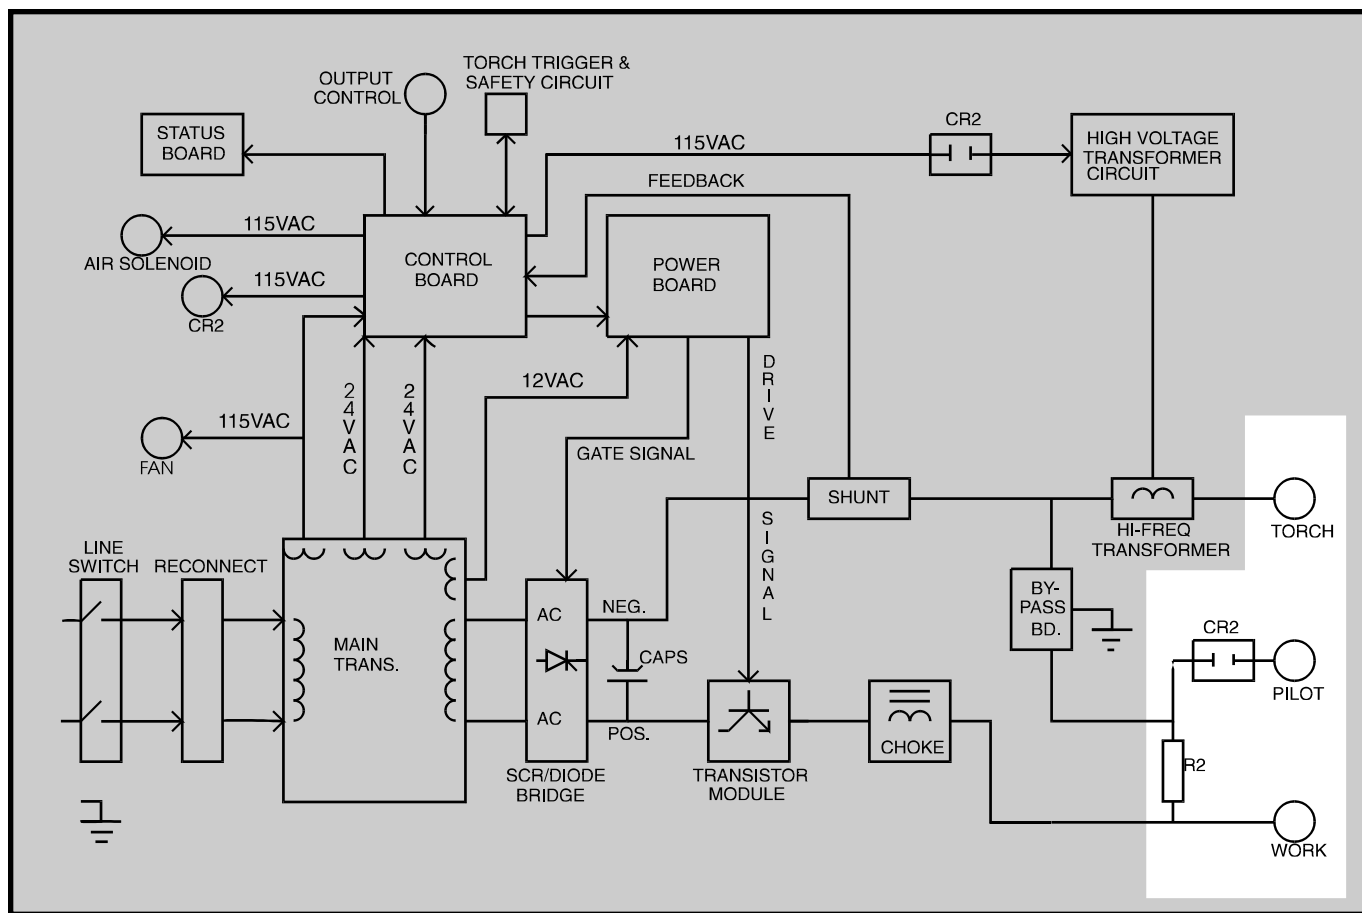 OUTPUT
CONTROL
TORCH TRIGGER &
SAFETY CIRCUIT
STATUS
BOARD
115VAC
CR2
HIGH VOLTAGE
TRANSFORMER
CIRCUIT
FEEDBACK
115VAC
AIR SOLENOID
CONTROL
BOARD
POWER
BOARD
115VAC
CR2
24VAC
24VAC
12VAC
DRIVE SIGNAL
115VAC
FAN
GATE SIGNAL
SHUNT
HI-FREQ
TRANSFORMER
TORCH
LINE
SWITCH
RECONNECT
MAIN
TRANS.
AC
NEG.
CAPS
AC
POS.
SCR/DIODE
BRIDGE
TRANSISTOR
MODULE
CHOKE
BY-
PASS
BD.
CR2
PILOT
R2
WORK